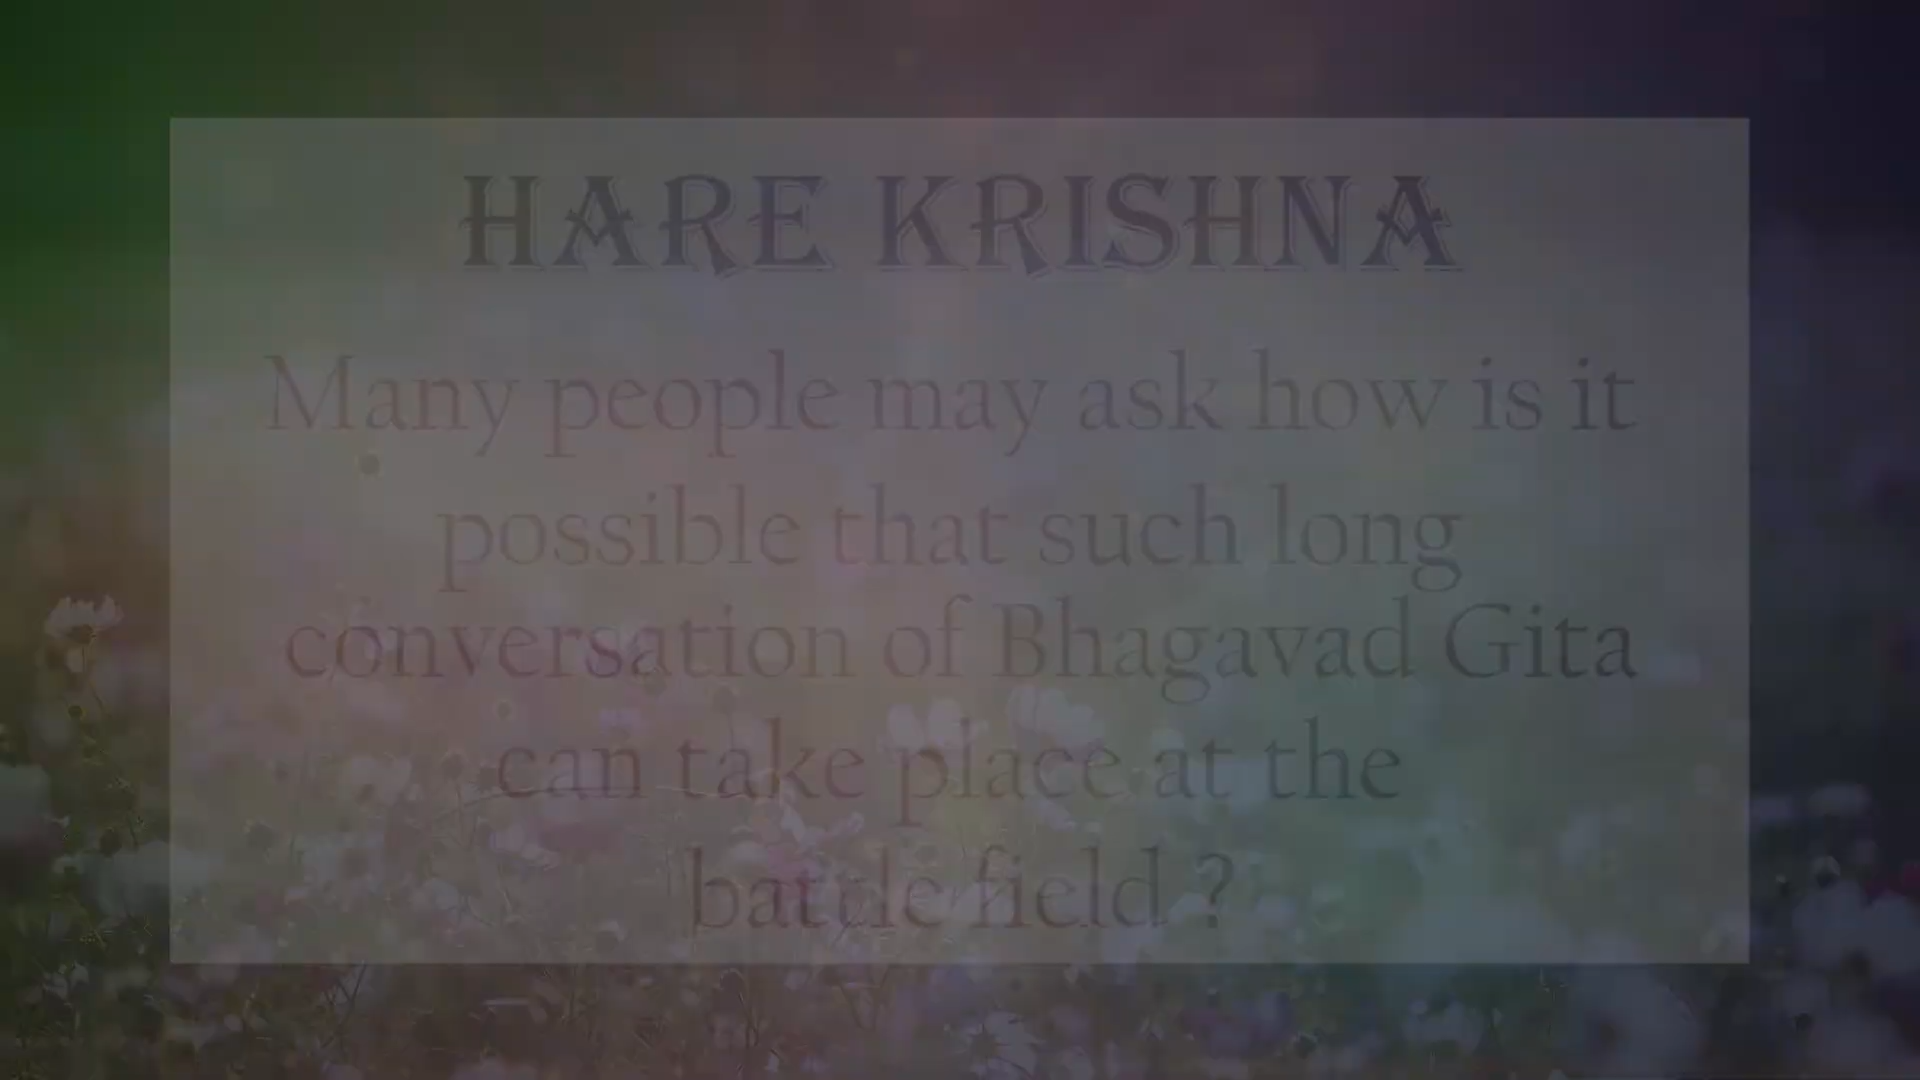 HARE KRISHNA
Many people may ask how is it
possible that such long
conversation of Bhagavad Gita
can take place at the
battle field ?